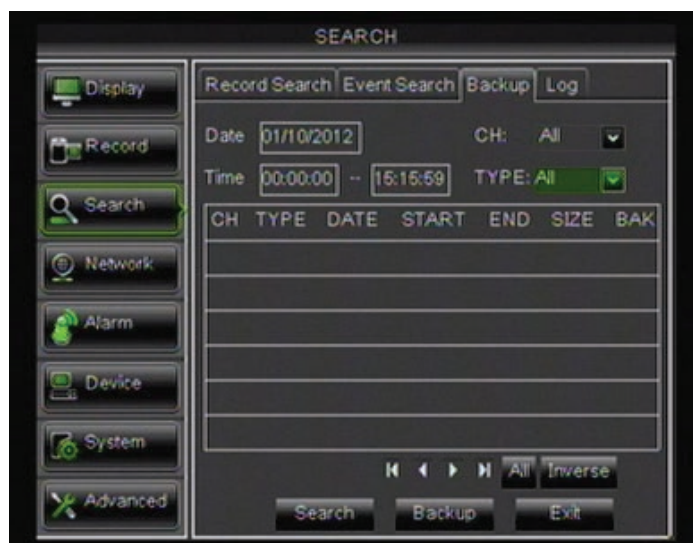 SEARCH
Display
Record
Search
Network
Alarm
Device
System
Advanced
Record Search Event Search Backup Log
Date 01/10/2012 CH: All
Time 00:00:00 -- 15:15:59 TYPE: All
CH TYPE DATE START END SIZE BAK
All Inverse
Search Backup Exit